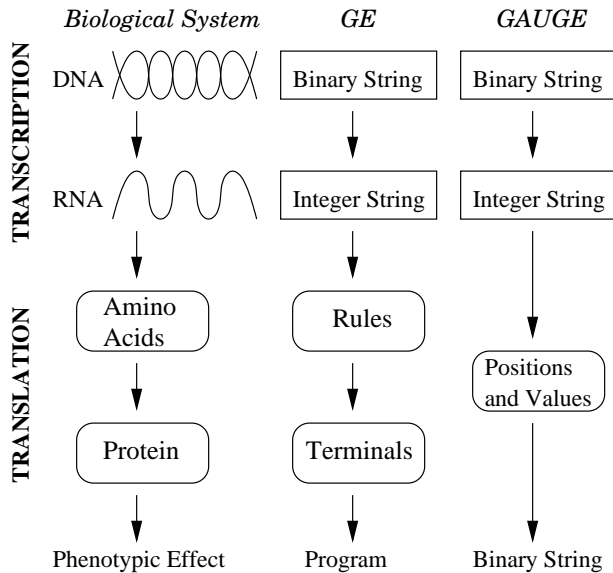 Biological System GE GAUGE
TRANSCRIPTION
DNA Binary String Binary String
RNA Integer String Integer String
TRANSLATION
Amino
Acids
Rules
Positions
and Values
Protein Terminals
Phenotypic Effect Program Binary String